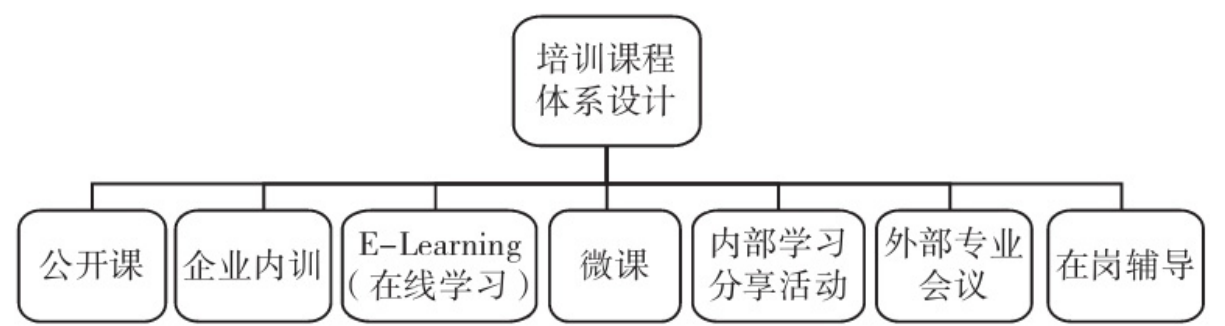 培训课程
体系设计
公开课
企业内训
E-Learning
（在线学习）
微课
内部学习
分享活动
外部专业
会议
在岗辅导